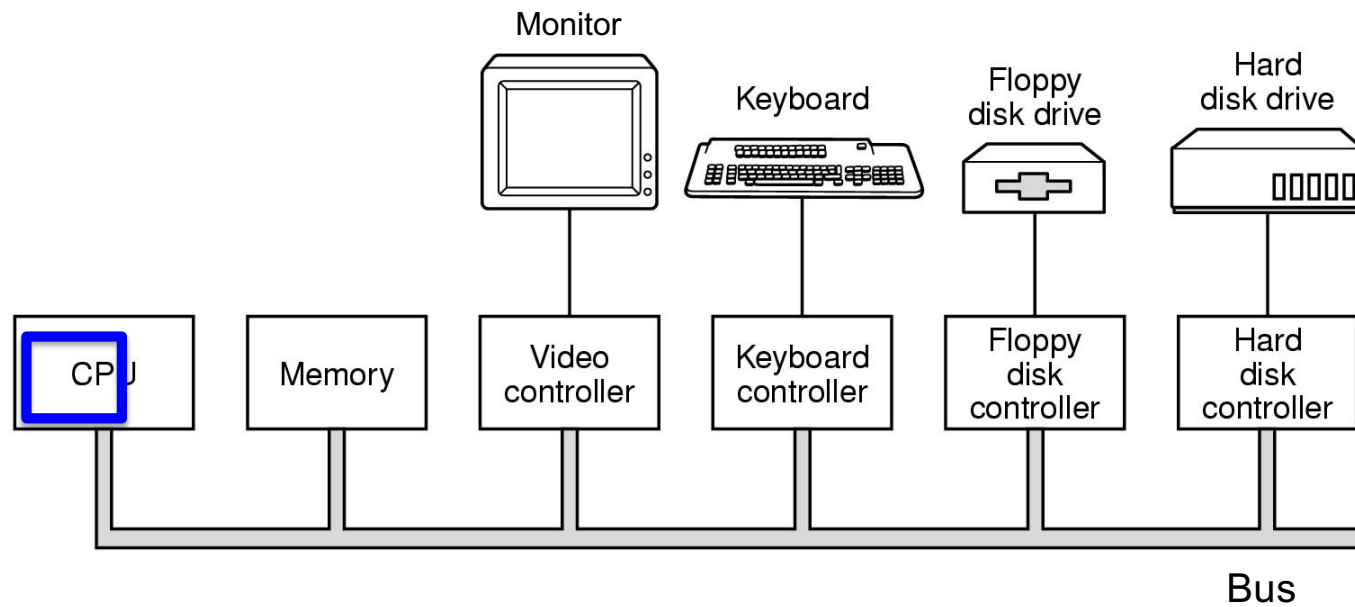 Monitor
Keyboard
Floppy
disk drive
Hard
disk drive
CPU
Memory
Video
controller
Keyboard
controller
Floppy
disk
controller
Hard
disk
controller
Bus